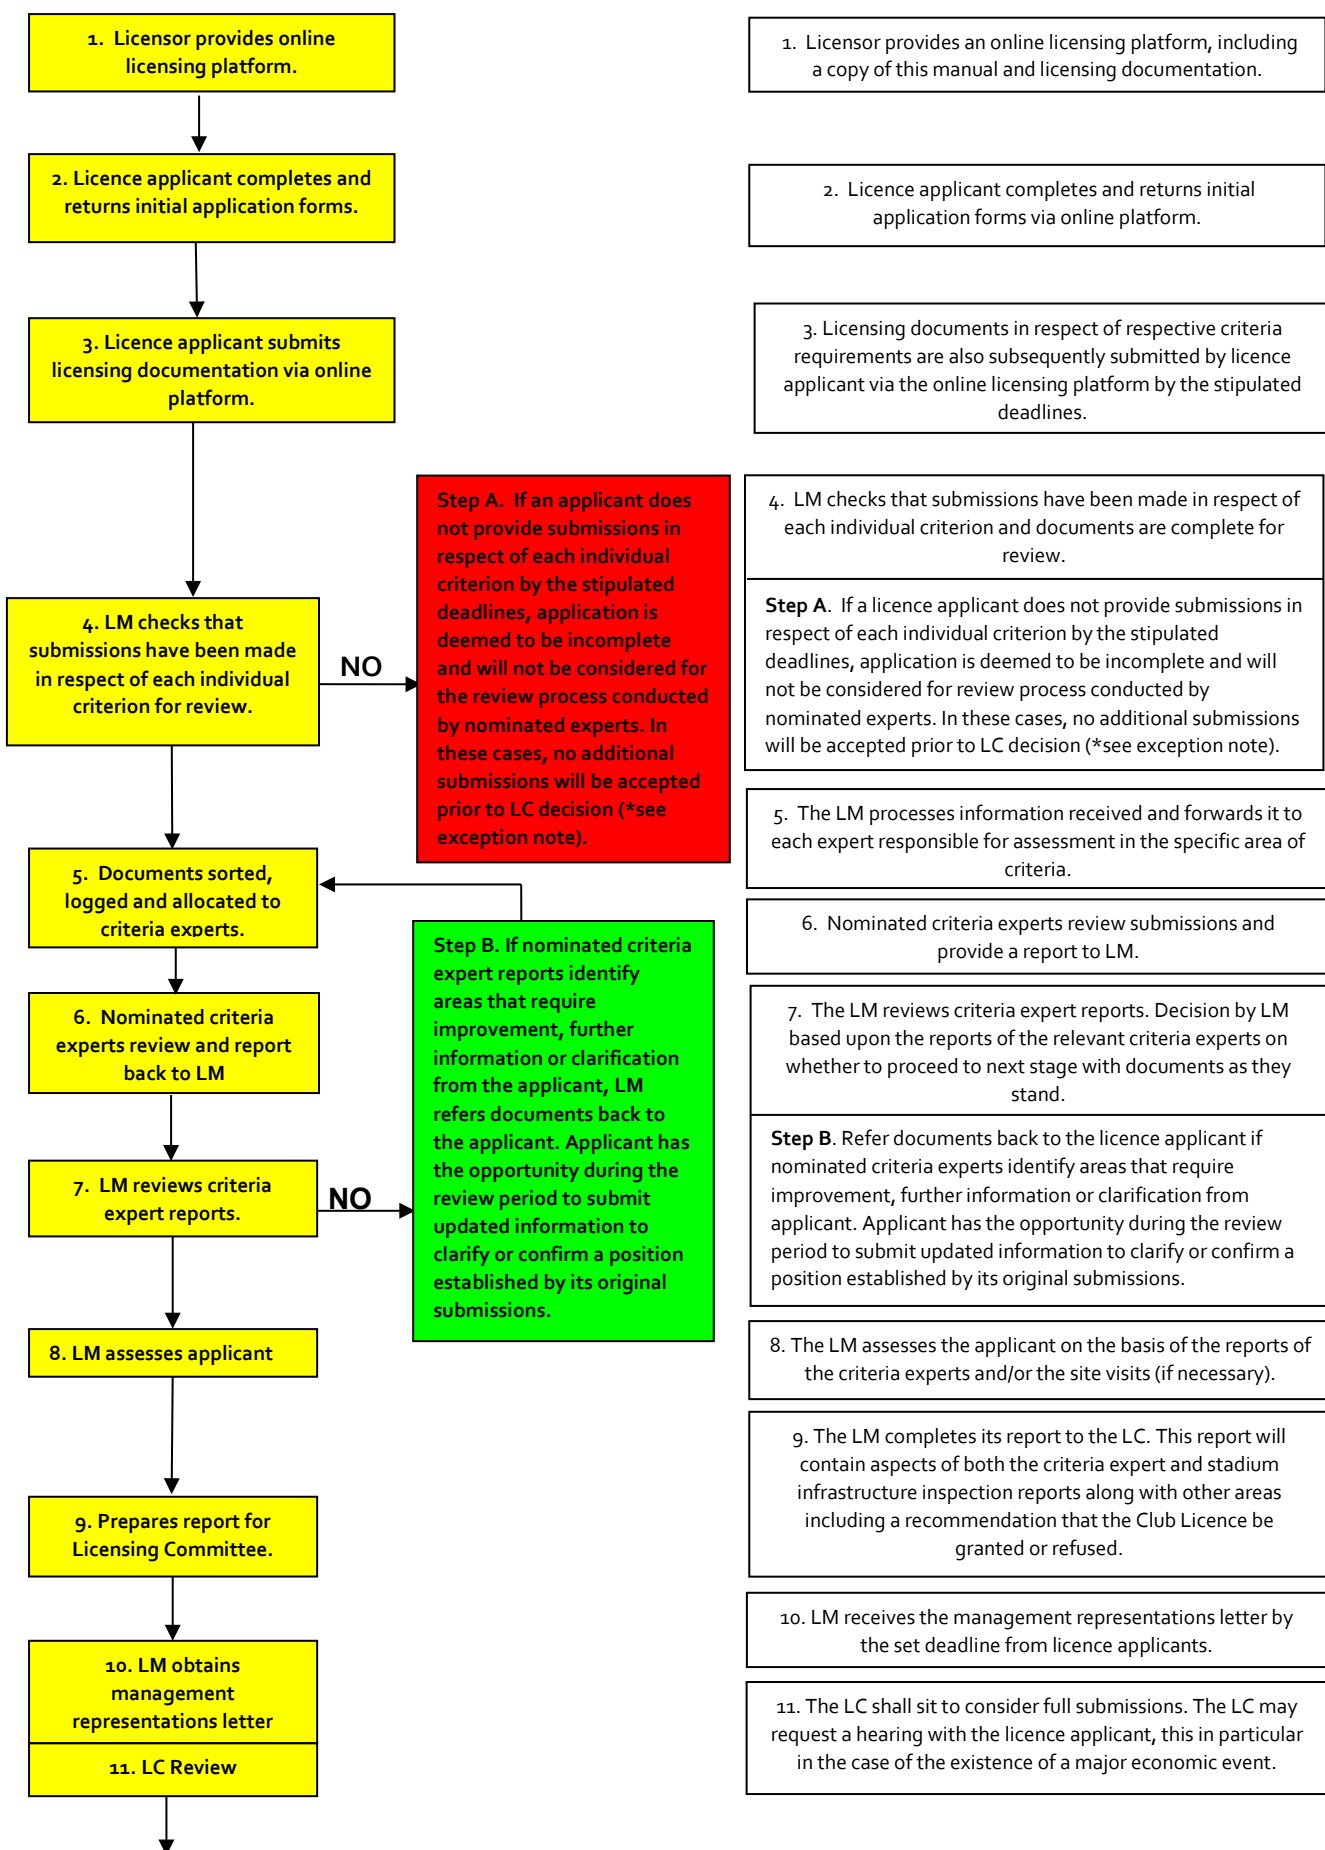 1. Licensor provides online
licensing platform.
2. Licence applicant completes and
returns initial application forms.
3. Licence applicant submits
licensing documentation via online
platform.
4. LM checks that
submissions have been made
in respect of each individual
criterion for review.
NO
Step A. If an applicant does
not provide submissions in
respect of each individual
criterion by the stipulated
deadlines, application is
deemed to be incomplete
and will not be considered for
the review process conducted
by nominated experts. In
these cases, no additional
submissions will be accepted
prior to LC decision (*see
exception note).
5. Documents sorted,
logged and allocated to
criteria experts.
6. Nominated criteria
experts review and report
back to LM
7. LM reviews criteria
expert reports.
NO
Step B. If nominated criteria
expert reports identify
areas that require
improvement, further
information or clarification
from the applicant, LM
refers documents back to
the applicant. Applicant has
the opportunity during the
review period to submit
updated information to
clarify or confirm a position
established by its original
submissions.
8. LM assesses applicant
9. Prepares report for
Licensing Committee.
10. LM obtains
management
representations letter
11. LC Review
1. Licensor provides an online licensing platform, including
a copy of this manual and licensing documentation.
2. Licence applicant completes and returns initial
application forms via online platform.
3. Licensing documents in respect of respective criteria
requirements are also subsequently submitted by licence
applicant via the online licensing platform by the stipulated
deadlines.
4. LM checks that submissions have been made in respect of
each individual criterion and documents are complete for
review.
Step A. If a licence applicant does not provide submissions in
respect of each individual criterion by the stipulated
deadlines, application is deemed to be incomplete and will
not be considered for review process conducted by
nominated experts. In these cases, no additional submissions
will be accepted prior to LC decision (*see exception note).
5. The LM processes information received and forwards it to
each expert responsible for assessment in the specific area of
criteria.
6. Nominated criteria experts review submissions and
provide a report to LM.
7. The LM reviews criteria expert reports. Decision by LM
based upon the reports of the relevant criteria experts on
whether to proceed to next stage with documents as they
stand.
Step B. Refer documents back to the licence applicant if
nominated criteria experts identify areas that require
improvement, further information or clarification from
applicant. Applicant has the opportunity during the review
period to submit updated information to clarify or confirm a
position established by its original submissions.
8. The LM assesses the applicant on the basis of the reports of
the criteria experts and/or the site visits (if necessary).
9. The LM completes its report to the LC. This report will
contain aspects of both the criteria expert and stadium
infrastructure inspection reports along with other areas
including a recommendation that the Club Licence be
granted or refused.
10. LM receives the management representations letter by
the set deadline from licence applicants.
11. The LC shall sit to consider full submissions. The LC may
request a hearing with the licence applicant, this in particular
in the case of the existence of a major economic event.